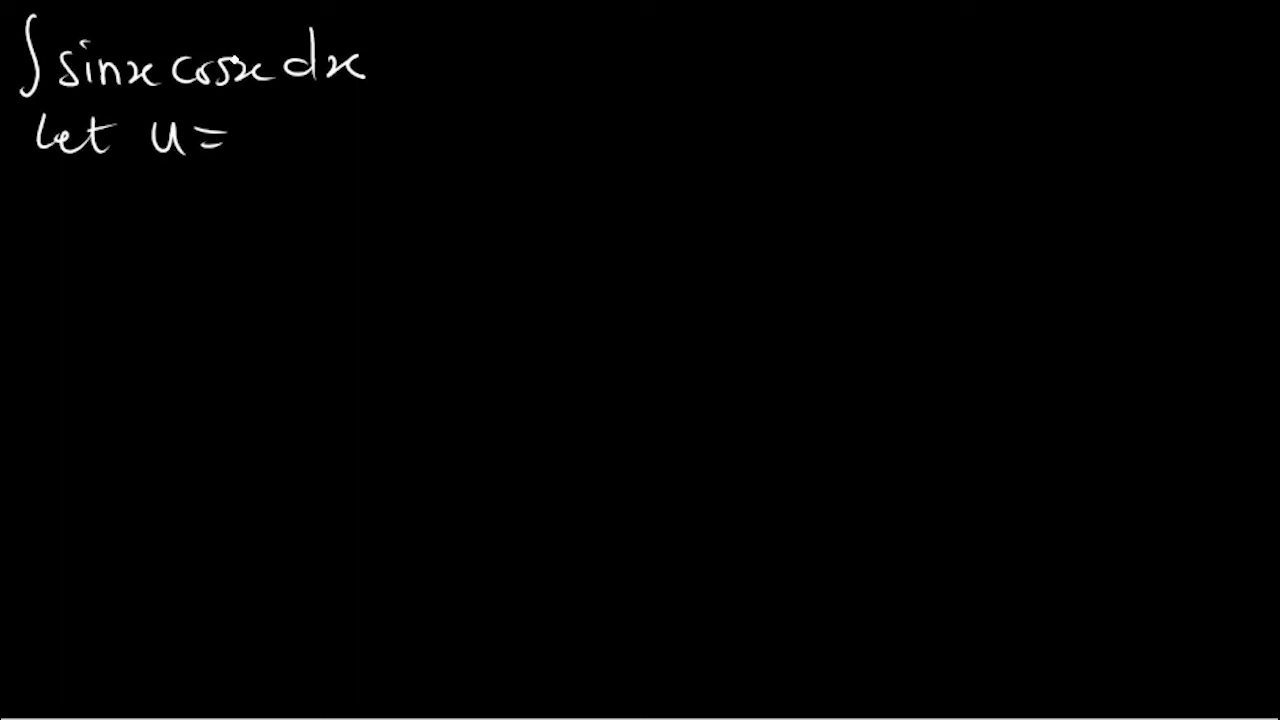 ∫ sinx cosx dx
let u =